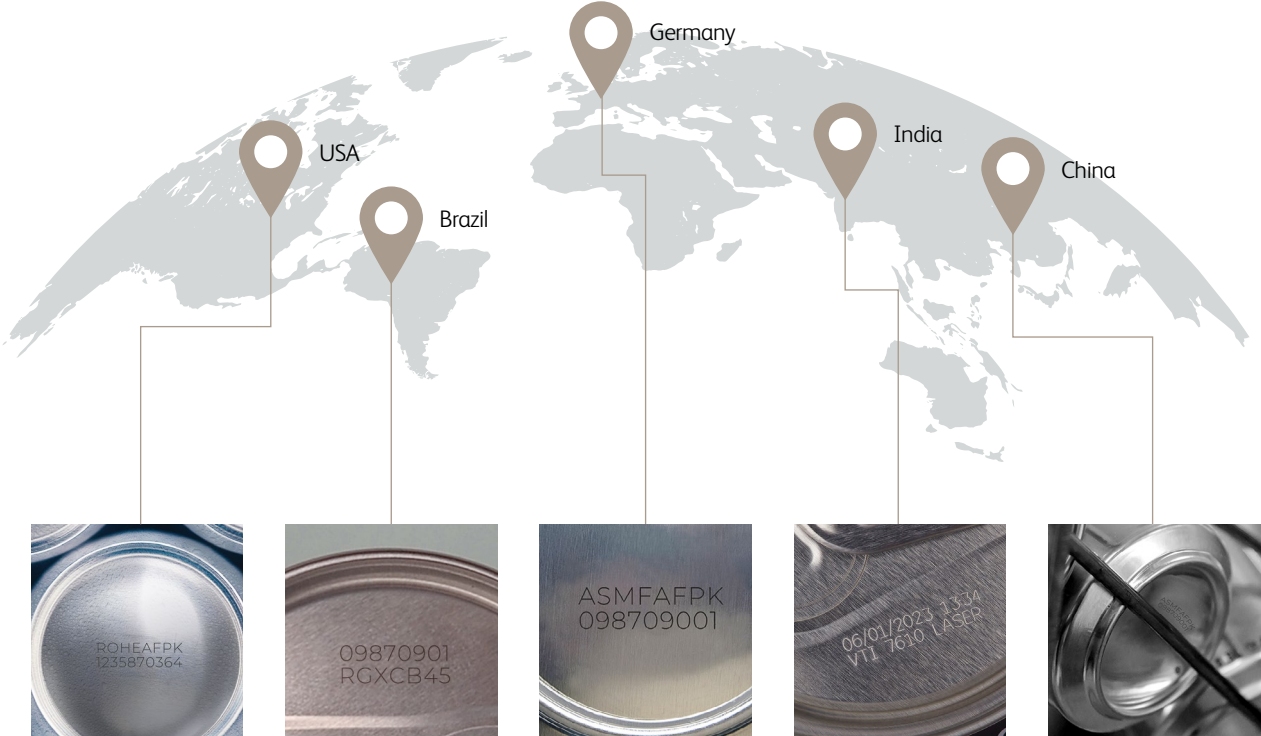 Germany
USA
India
China
Brazil
ROHEAFPK
1235870364
09870901
RGXCB45
ASMFAFPK
098709001
06/01/2023 13:34
VTI 7610 LASER